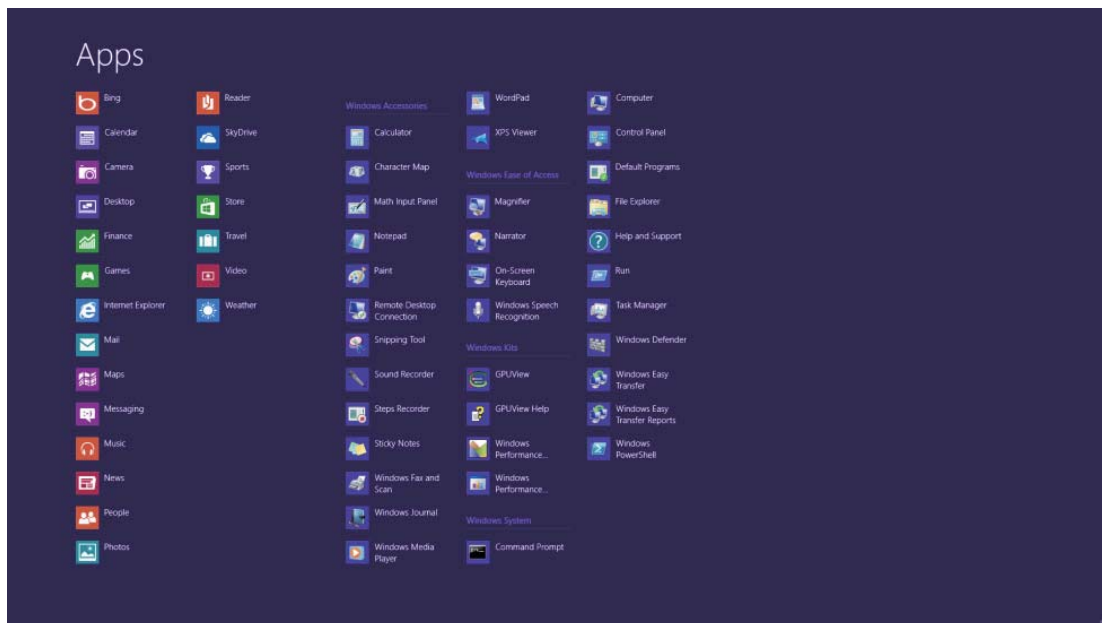 Apps
Bing
Calendar
Camera
Desktop
Finance
Games
Internet Explorer
Mail
Maps
Messaging
Music
News
People
Photos
Reader
SkyDrive
Sports
Store
Travel
Video
Weather
Windows Accessories
Calculator
Character Map
Math Input Panel
Notepad
Paint
Remote Desktop
Connection
Snipping Tool
Sound Recorder
Steps Recorder
Sticky Notes
Windows Fax and
Scan
Windows Journal
Windows Media
Player
WordPad
XPS Viewer
Windows Ease of Access
Magnifier
Narrator
On-Screen
Keyboard
Windows Speech
Recognition
Windows Kits
GPUView
GPUView Help
Windows
Performance...
Windows
Performance...
Windows System
Command Prompt
Computer
Control Panel
Default Programs
File Explorer
Help and Support
Run
Task Manager
Windows Defender
Windows Easy
Transfer
Windows Easy
Transfer Reports
Windows
PowerShell